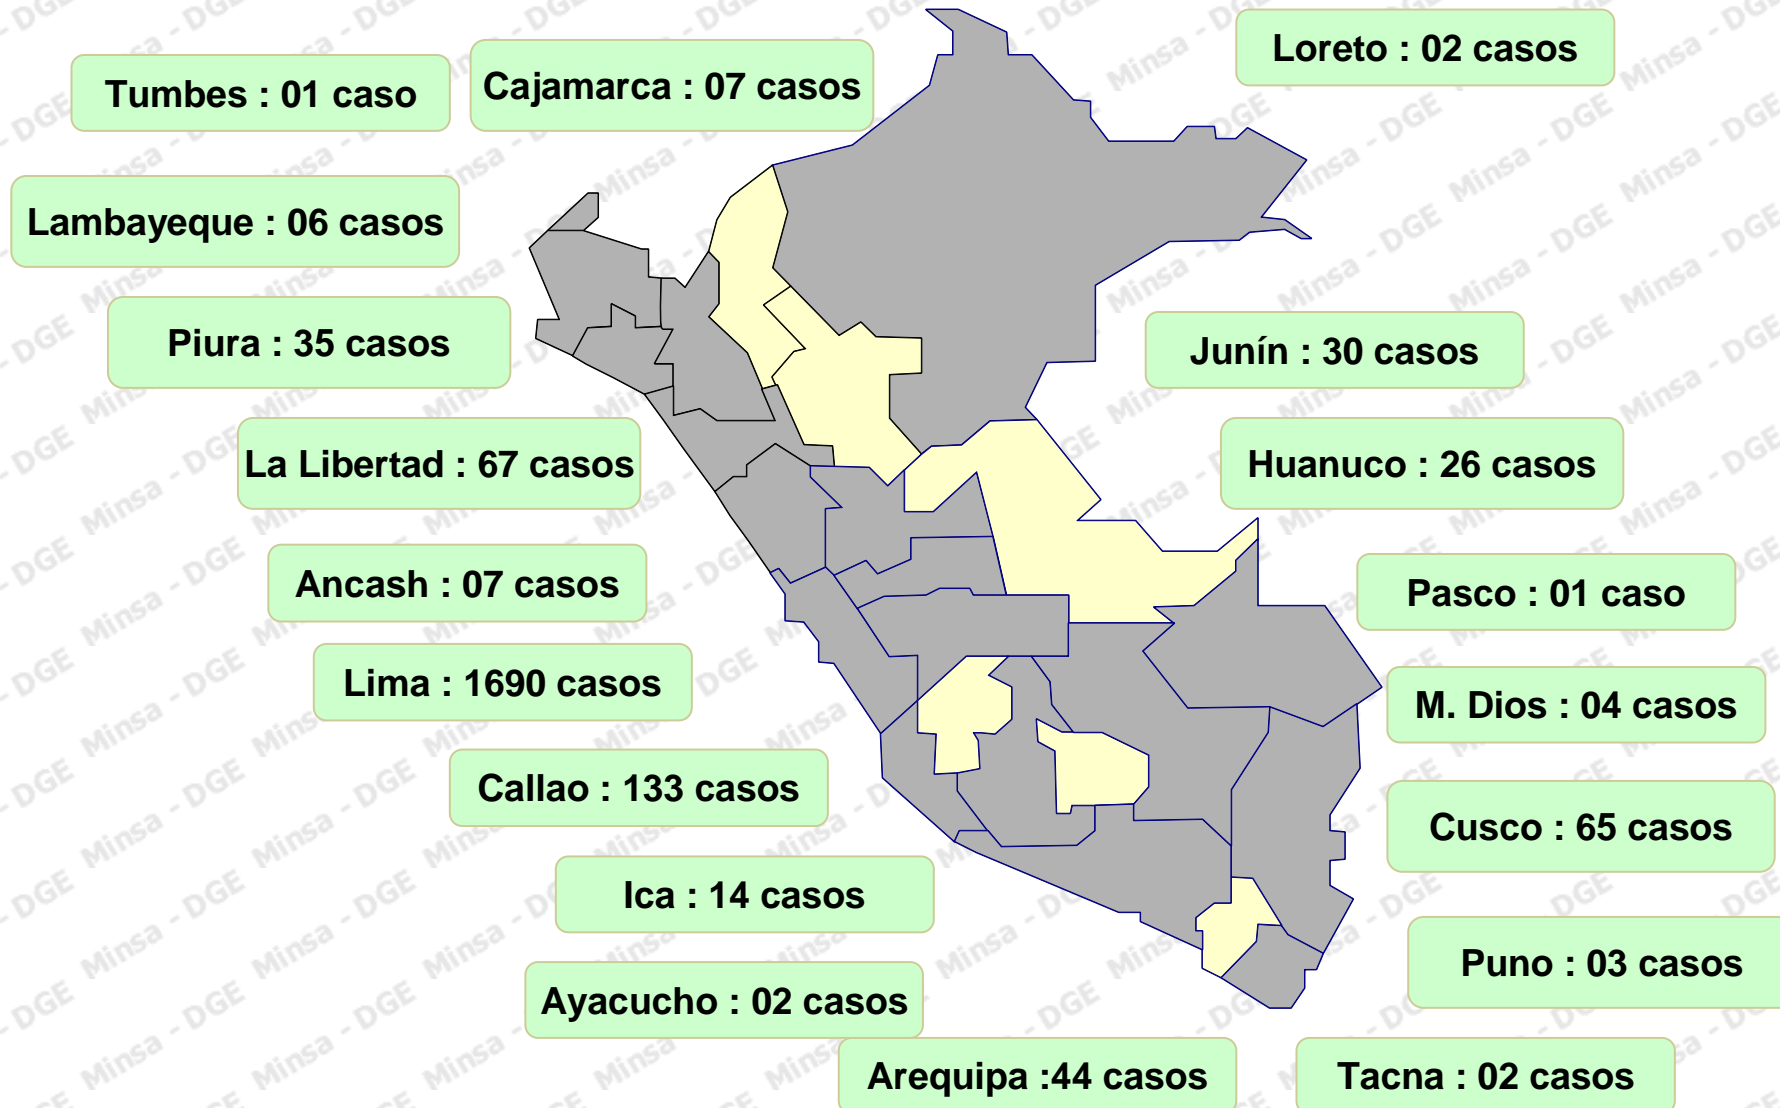 Loreto : 02 casos
Tumbes : 01 caso
Cajamarca : 07 casos
Lambayeque : 06 casos
Piura : 35 casos
Junín : 30 casos
La Libertad : 67 casos
Huanuco : 26 casos
Ancash : 07 casos
Pasco : 01 caso
Lima : 1690 casos
M. Dios : 04 casos
Callao : 133 casos
Cusco : 65 casos
Ica : 14 casos
Puno : 03 casos
Ayacucho : 02 casos
Arequipa :44 casos
Tacna : 02 casos
Minsa - DGE